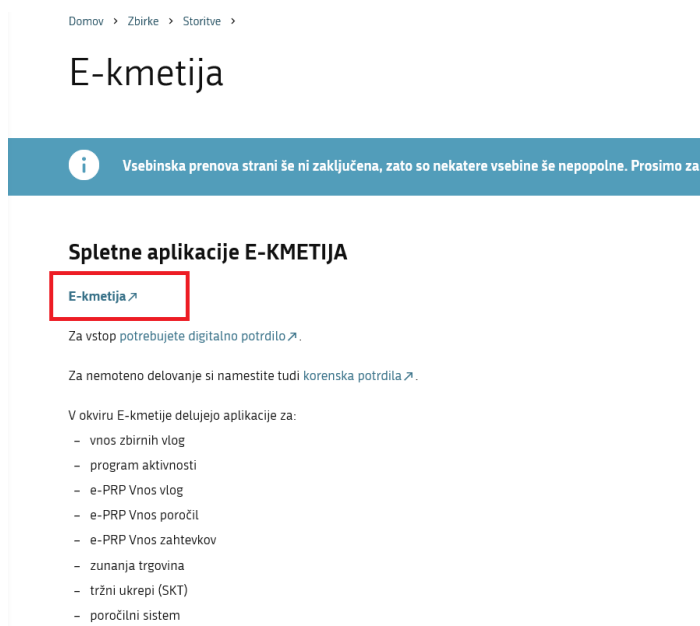 Domov > Zbirke > Storitve >
E-kmetija
Vsebinska prenova strani še ni zaključena, zato so nekatere vsebine še nepopolne. Prosimo za
Spletne aplikacije E-KMETIJA
E-kmetija↗
Za vstop potrebujete digitalno potrdilo↗.
Za nemoteno delovanje si namestite tudi korenska potrdila↗.
V okviru E-kmetije delujejo aplikacije za:
– vnos zbirnih vlog
– program aktivnosti
– e-PRP Vnos vlog
– e-PRP Vnos poročil
– e-PRP Vnos zahtevkov
– zunanja trgovina
– tržni ukrepi (SKT)
– poročilni sistem